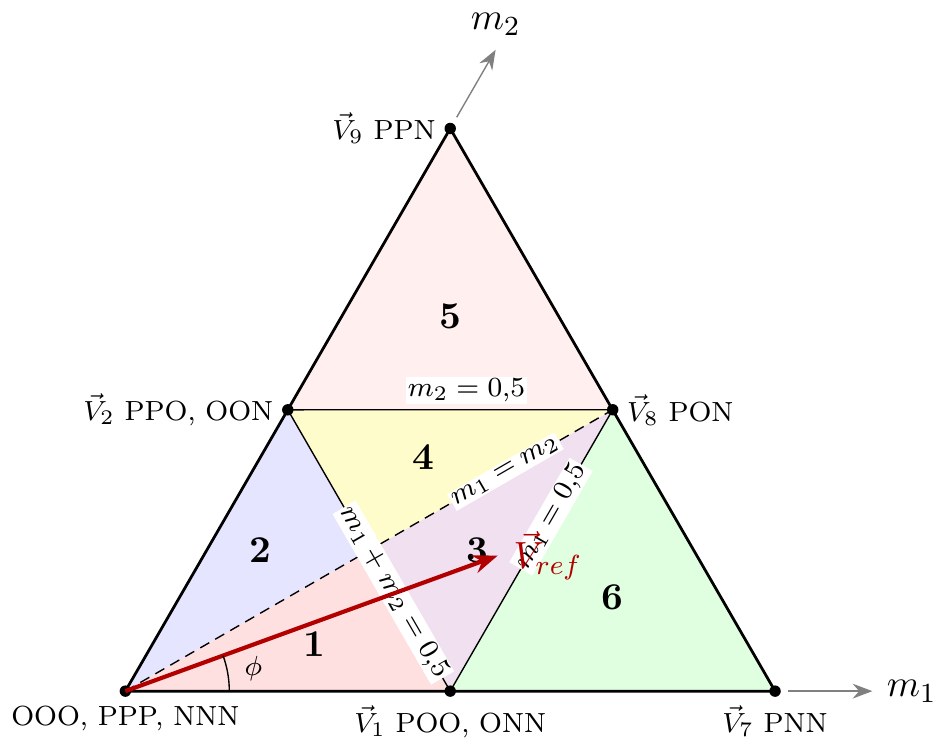 m₂
V⃗₉ PPN
5
m₂ = 0,5
V⃗₂ PPO, OON
V⃗₈ PON
4
m₁ = m₂
m₁ = 0,5
2
3
V⃗ref
m₁ + m₂ = 0,5
6
1
ϕ
m₁
OOO, PPP, NNN
V⃗₁ POO, ONN
V⃗₇ PNN